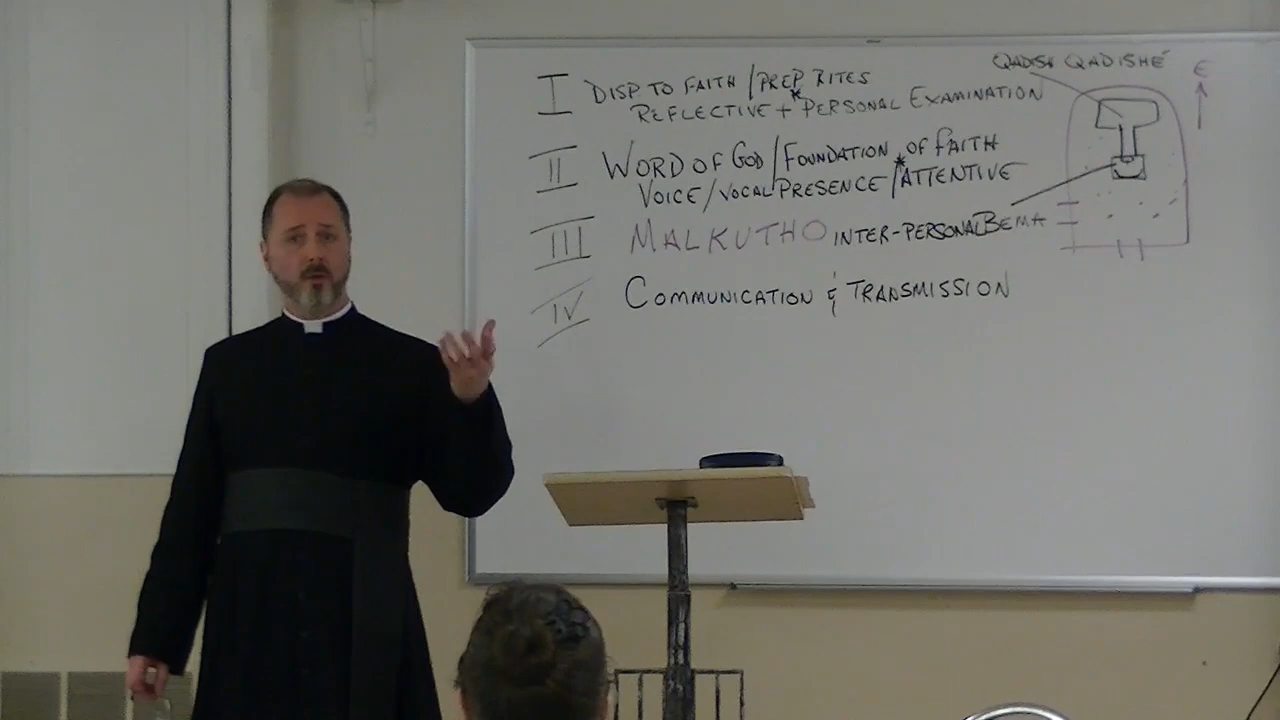 I DISP TO FAITH / PREP RITES
REFLECTIVE + PERSONAL EXAMINATION
II WORD OF GOD / FOUNDATION OF FAITH
VOICE / VOCAL PRESENCE / ATTENTIVE
III MALKUTHO INTER-PERSONAL BEMA
IV COMMUNICATION & TRANSMISSION
QADISH QADISHÉ
E